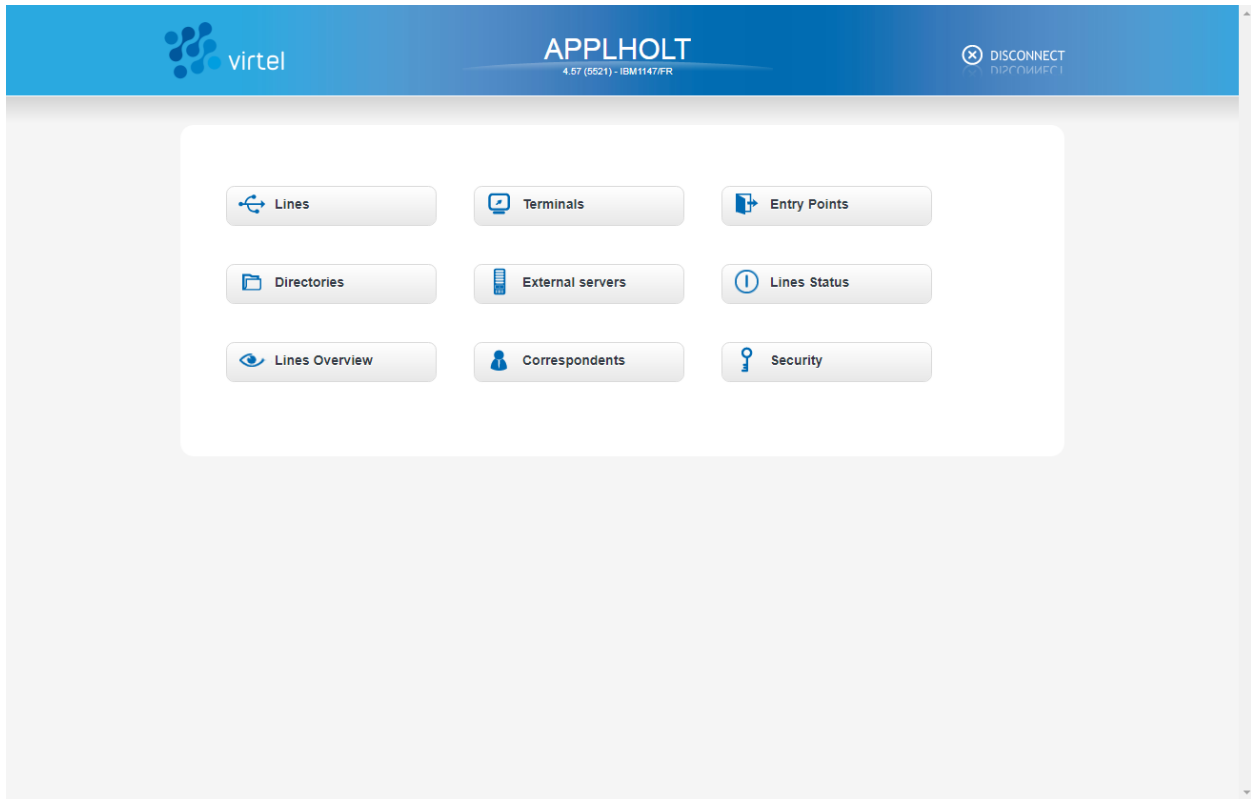 virtel
APPLHOLT
4.57 (5521) - IBM1147/FR
DISCONNECT
Lines
Terminals
Entry Points
Directories
External servers
Lines Status
Lines Overview
Correspondents
Security